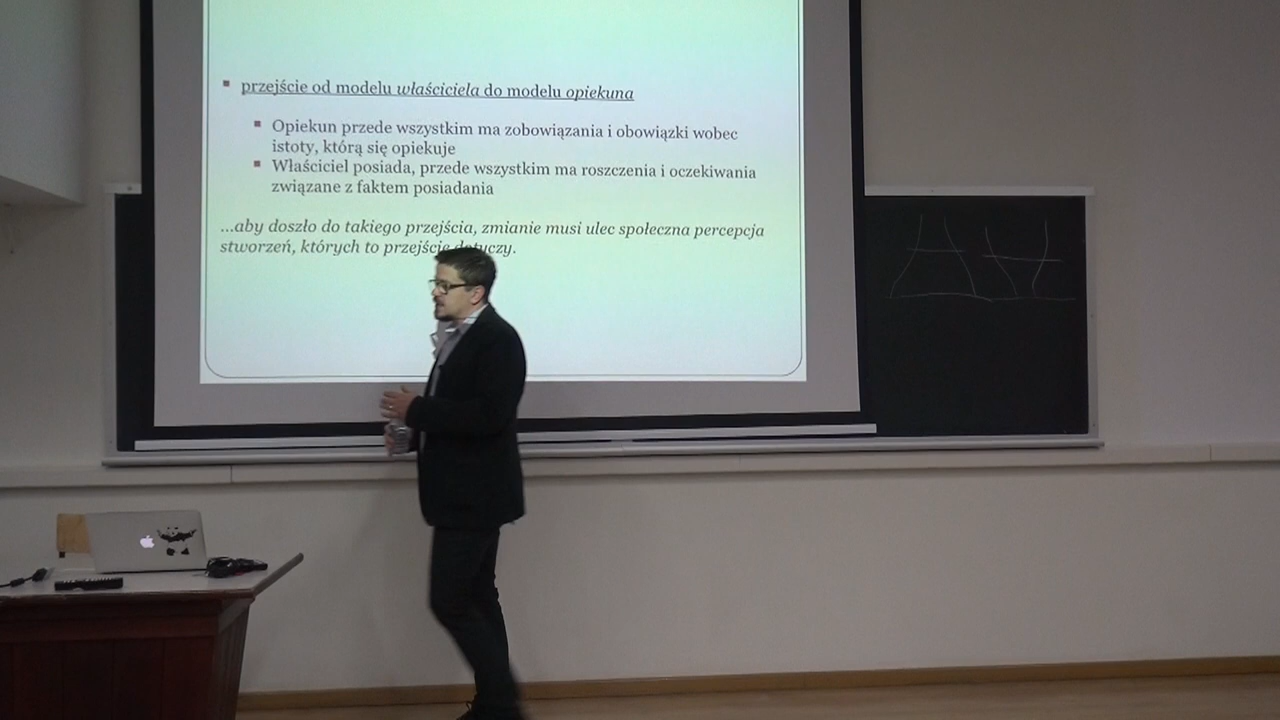 przejście od modelu właściciela do modelu opiekuna
Opiekun przede wszystkim ma zobowiązania i obowiązki wobec
istoty, którą się opiekuje
Właściciel posiada, przede wszystkim ma roszczenia i oczekiwania
związane z faktem posiadania
...aby doszło do takiego przejścia, zmianie musi ulec społeczna percepcja
stworzeń, których to przejście dotyczy.